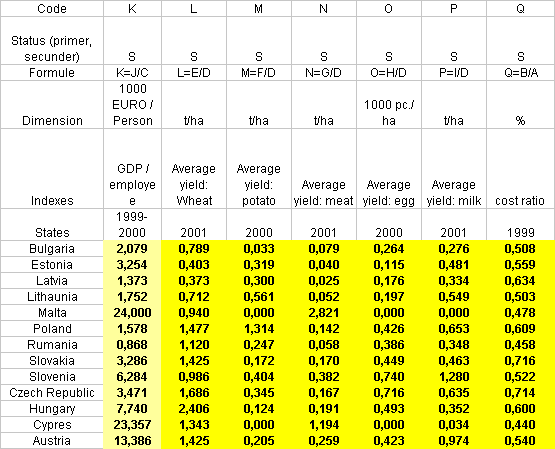 Code K L M N O P Q
Status (primer, secunder) S S S S S S S
Formule K=J/C L=E/D M=F/D N=G/D O=H/D P=I/D Q=B/A
Dimension 1000 EURO / Person t/ha t/ha t/ha 1000 pc./ ha t/ha %
Indexes GDP / employe e Average yield: Wheat Average yield: potato Average yield: meat Average yield: egg Average yield: milk cost ratio
States 1999- 2000 2001 2000 2001 2000 2001 1999
Bulgaria 2,079 0,789 0,033 0,079 0,264 0,276 0,508
Estonia 3,254 0,403 0,319 0,040 0,115 0,481 0,559
Latvia 1,373 0,373 0,300 0,025 0,176 0,334 0,634
Lithaunia 1,752 0,712 0,561 0,052 0,197 0,549 0,503
Malta 24,000 0,940 0,000 2,821 0,000 0,000 0,478
Poland 1,578 1,477 1,314 0,142 0,426 0,653 0,609
Rumania 0,868 1,120 0,247 0,058 0,386 0,348 0,458
Slovakia 3,286 1,425 0,172 0,170 0,449 0,463 0,716
Slovenia 6,284 0,986 0,404 0,382 0,740 1,280 0,522
Czech Republic 3,471 1,686 0,345 0,167 0,716 0,635 0,714
Hungary 7,740 2,406 0,124 0,191 0,493 0,352 0,600
Cypres 23,357 1,343 0,000 1,194 0,000 0,034 0,440
Austria 13,386 1,425 0,205 0,259 0,423 0,974 0,540